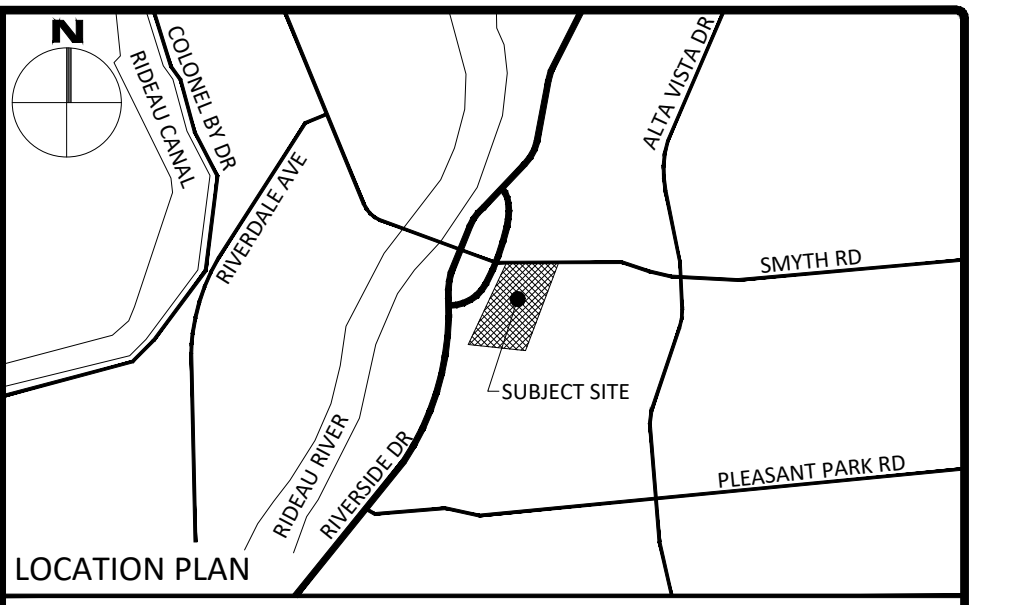 N
RIDEAU CANAL
COLONEL BY DR
RIVERDALE AVE
ALTA VISTA DR
SMYTH RD
SUBJECT SITE
RIDEAU RIVER
RIVERSIDE DR
PLEASANT PARK RD
LOCATION PLAN